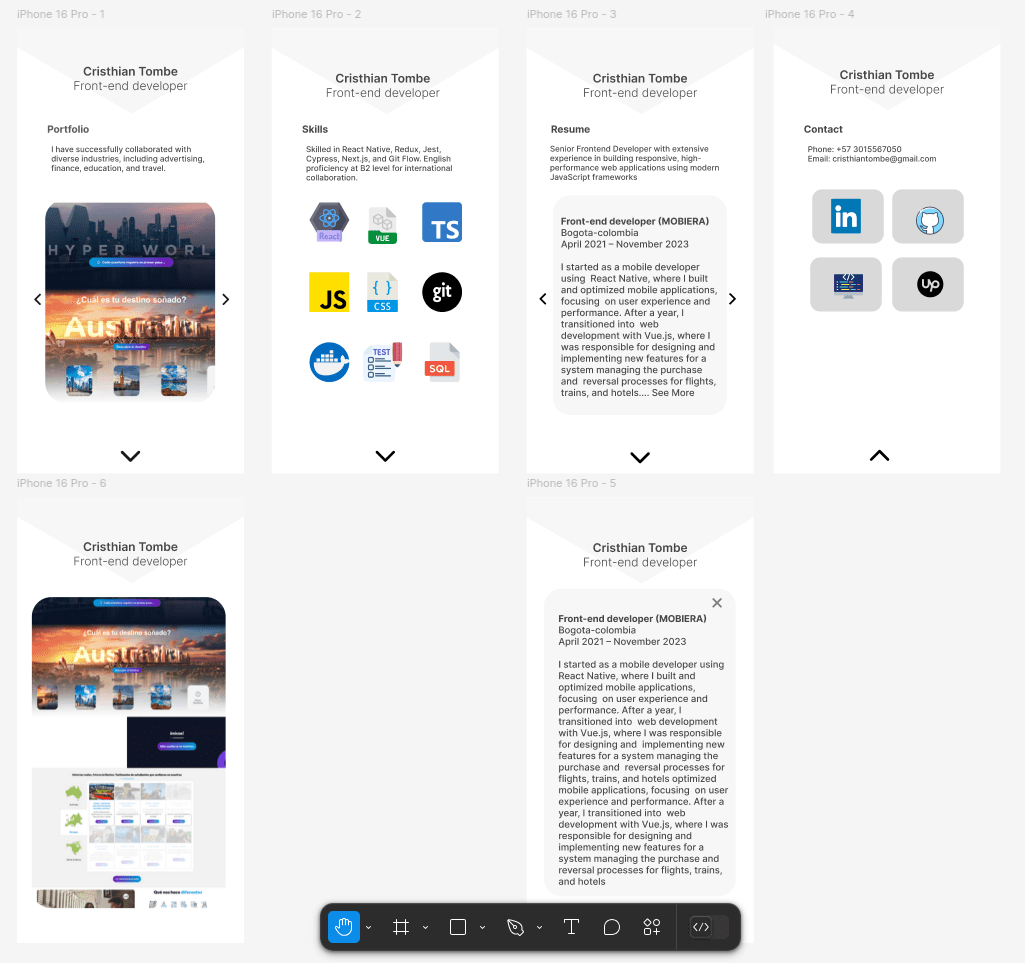 iPhone 16 Pro - 1
Cristhian Tombe
Front-end developer
Portfolio
I have successfully collaborated with
diverse industries, including advertising,
finance, education, and travel.
HYPER WORL
¿Cuál es tu destino soñado?
Australia
iPhone 16 Pro - 2
Cristhian Tombe
Front-end developer
Skills
Skilled in React Native, Redux, Jest,
Cypress, Next.js, and Git Flow. English
proficiency at B2 level for international
collaboration.
React
VUE
TS
JS
{ }
CSS
git
TEST
SQL
iPhone 16 Pro - 3
Cristhian Tombe
Front-end developer
Resume
Senior Frontend Developer with extensive
experience in building responsive, high-
performance web applications using modern
JavaScript frameworks
Front-end developer (MOBIERA)
Bogota-colombia
April 2021 – November 2023
I started as a mobile developer
using React Native, where I built
and optimized mobile applications,
focusing on user experience and
performance. After a year, I
transitioned into web
development with Vue.js, where I
was responsible for designing and
implementing new features for a
system managing the purchase
and reversal processes for flights,
trains, and hotels.... See More
iPhone 16 Pro - 4
Cristhian Tombe
Front-end developer
Contact
Phone: +57 3015567050
Email: cristhiantombe@gmail.com
in
</>
Up
iPhone 16 Pro - 6
Cristhian Tombe
Front-end developer
¿Cuál es tu destino soñado?
Australia
Qué nos hace diferentes
iPhone 16 Pro - 5
Cristhian Tombe
Front-end developer
Front-end developer (MOBIERA)
Bogota-colombia
April 2021 – November 2023
I started as a mobile developer using
React Native, where I built and
optimized mobile applications,
focusing on user experience and
performance. After a year, I
transitioned into web development
with Vue.js, where I was responsible
for designing and implementing new
features for a system managing the
purchase and reversal processes for
flights, trains, and hotels optimized
mobile applications, focusing on user
experience and performance. After a
year, I transitioned into web
development with Vue.js, where I was
responsible for designing and
implementing new features for a
system managing the purchase and
reversal processes for flights, trains,
and hotels
T
</>